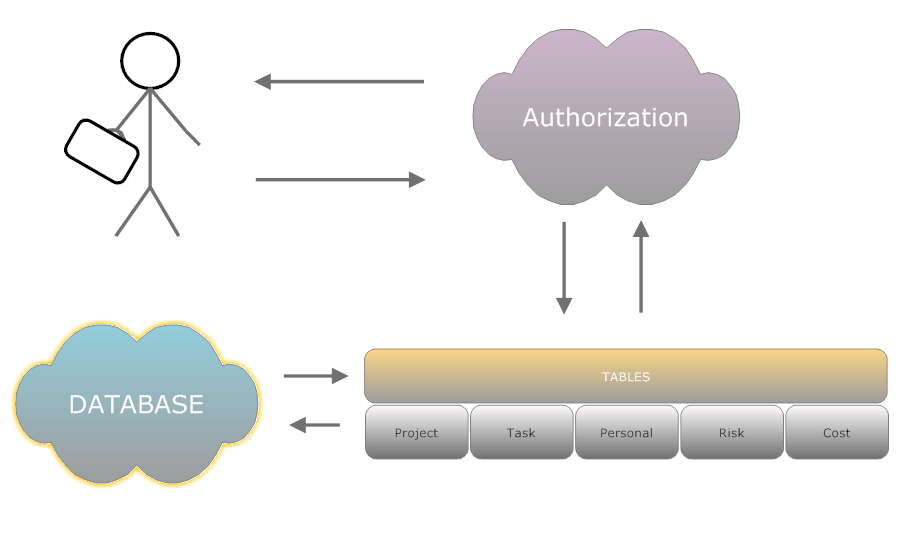 Authorization
DATABASE
TABLES
Project
Task
Personal
Risk
Cost